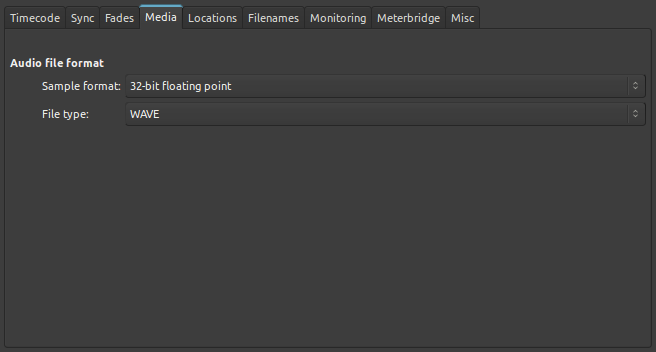 Timecode Sync Fades Media Locations Filenames Monitoring Meterbridge Misc
Audio file format
Sample format: 32-bit floating point
File type: WAVE